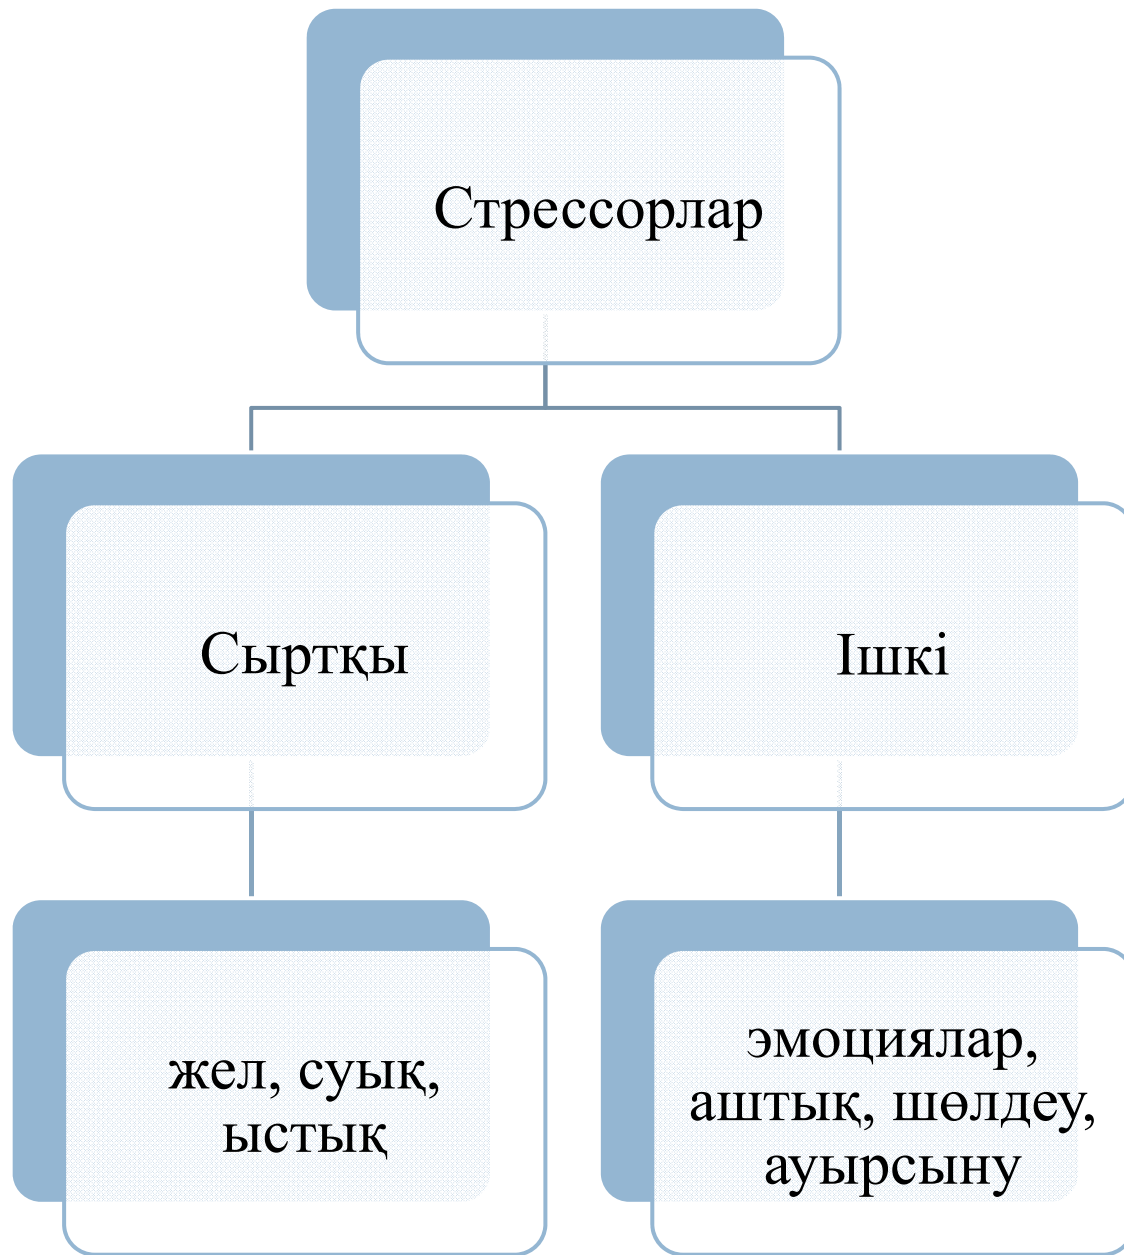 Стрессорлар
Сыртқы
Ішкі
жел, суық,
ыстық
эмоциялар,
аштық, шөлдеу,
ауырсыну